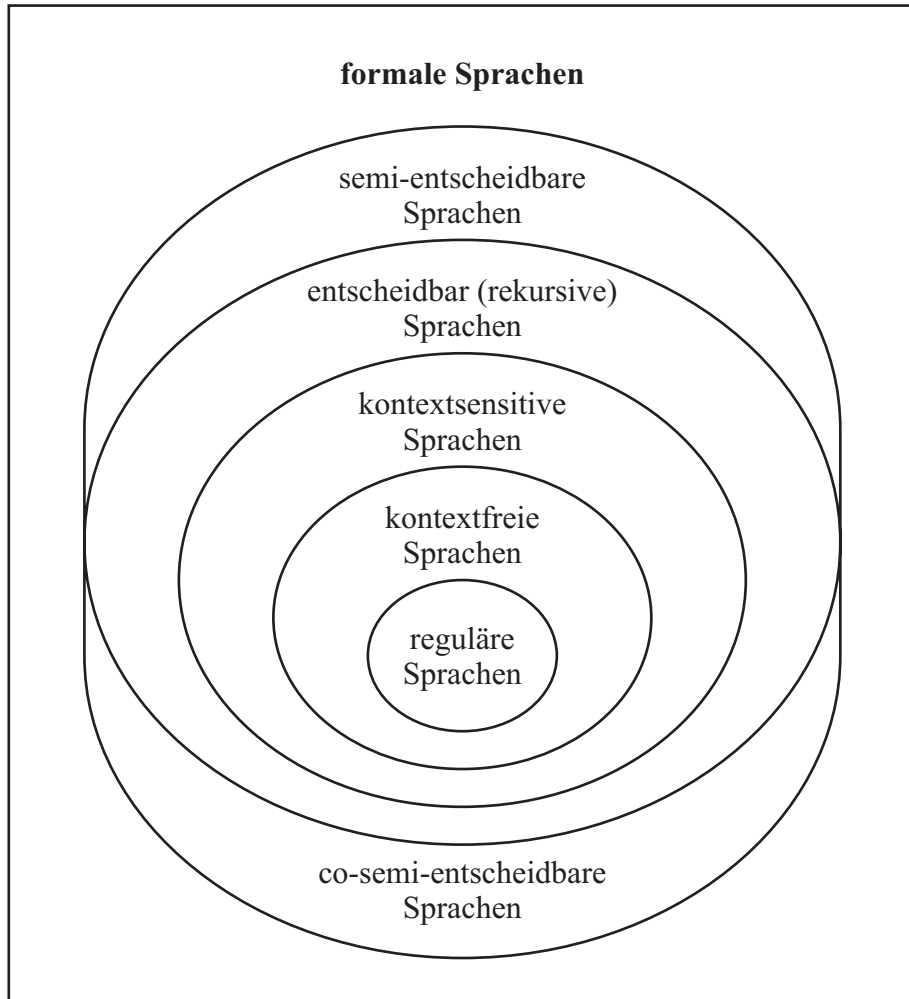 formale Sprachen
semi-entscheidbare
Sprachen
entscheidbar (rekursive)
Sprachen
kontextsensitive
Sprachen
kontextfreie
Sprachen
reguläre
Sprachen
co-semi-entscheidbare
Sprachen